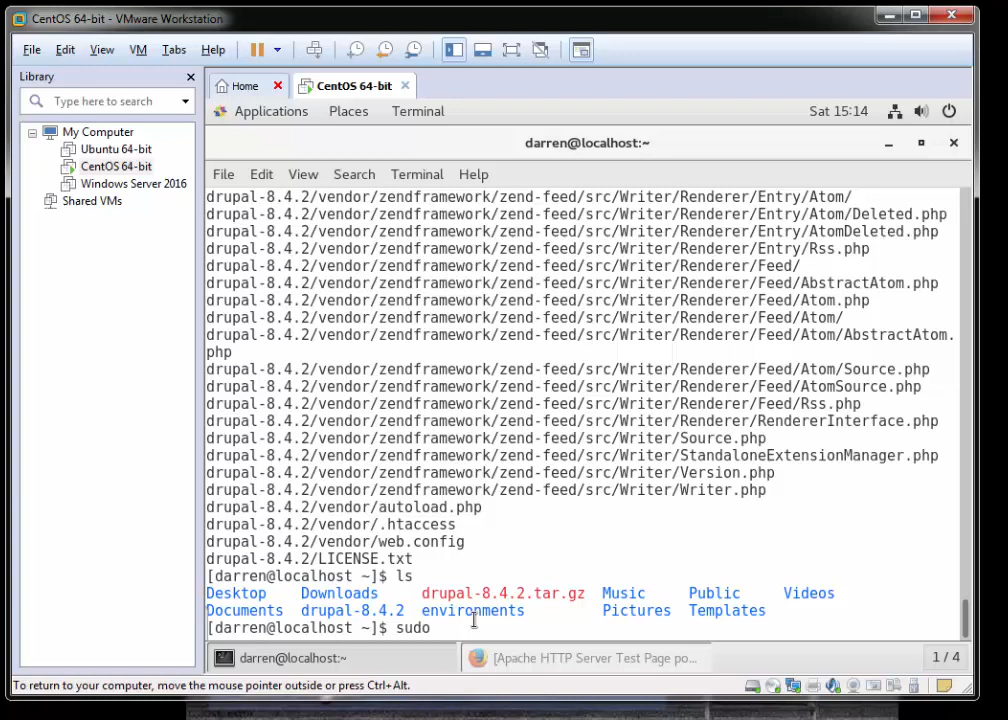 CentOS 64-bit - VMware Workstation
File Edit View VM Tabs Help
Library
Home CentOS 64-bit
Type here to search
Applications Places Terminal Sat 15:14
My Computer
Ubuntu 64-bit
CentOS 64-bit
Windows Server 2016
Shared VMs
darren@localhost:~
File Edit View Search Terminal Help
drupal-8.4.2/vendor/zendframework/zend-feed/src/Writer/Renderer/Entry/Atom/
drupal-8.4.2/vendor/zendframework/zend-feed/src/Writer/Renderer/Entry/Atom/Deleted.php
drupal-8.4.2/vendor/zendframework/zend-feed/src/Writer/Renderer/Entry/AtomDeleted.php
drupal-8.4.2/vendor/zendframework/zend-feed/src/Writer/Renderer/Entry/Rss.php
drupal-8.4.2/vendor/zendframework/zend-feed/src/Writer/Renderer/Feed/
drupal-8.4.2/vendor/zendframework/zend-feed/src/Writer/Renderer/Feed/AbstractAtom.php
drupal-8.4.2/vendor/zendframework/zend-feed/src/Writer/Renderer/Feed/Atom.php
drupal-8.4.2/vendor/zendframework/zend-feed/src/Writer/Renderer/Feed/Atom/
drupal-8.4.2/vendor/zendframework/zend-feed/src/Writer/Renderer/Feed/Atom/AbstractAtom.
php
drupal-8.4.2/vendor/zendframework/zend-feed/src/Writer/Renderer/Feed/Atom/Source.php
drupal-8.4.2/vendor/zendframework/zend-feed/src/Writer/Renderer/Feed/AtomSource.php
drupal-8.4.2/vendor/zendframework/zend-feed/src/Writer/Renderer/Feed/Rss.php
drupal-8.4.2/vendor/zendframework/zend-feed/src/Writer/Renderer/RendererInterface.php
drupal-8.4.2/vendor/zendframework/zend-feed/src/Writer/Source.php
drupal-8.4.2/vendor/zendframework/zend-feed/src/Writer/StandaloneExtensionManager.php
drupal-8.4.2/vendor/zendframework/zend-feed/src/Writer/Version.php
drupal-8.4.2/vendor/zendframework/zend-feed/src/Writer/Writer.php
drupal-8.4.2/vendor/autoload.php
drupal-8.4.2/vendor/.htaccess
drupal-8.4.2/vendor/web.config
drupal-8.4.2/LICENSE.txt
[darren@localhost ~]$ ls
Desktop Downloads drupal-8.4.2.tar.gz Music Public Videos
Documents drupal-8.4.2 environments Pictures Templates
[darren@localhost ~]$ sudo
darren@localhost:~ [Apache HTTP Server Test Page po... 1 / 4
To return to your computer, move the mouse pointer outside or press Ctrl+Alt.